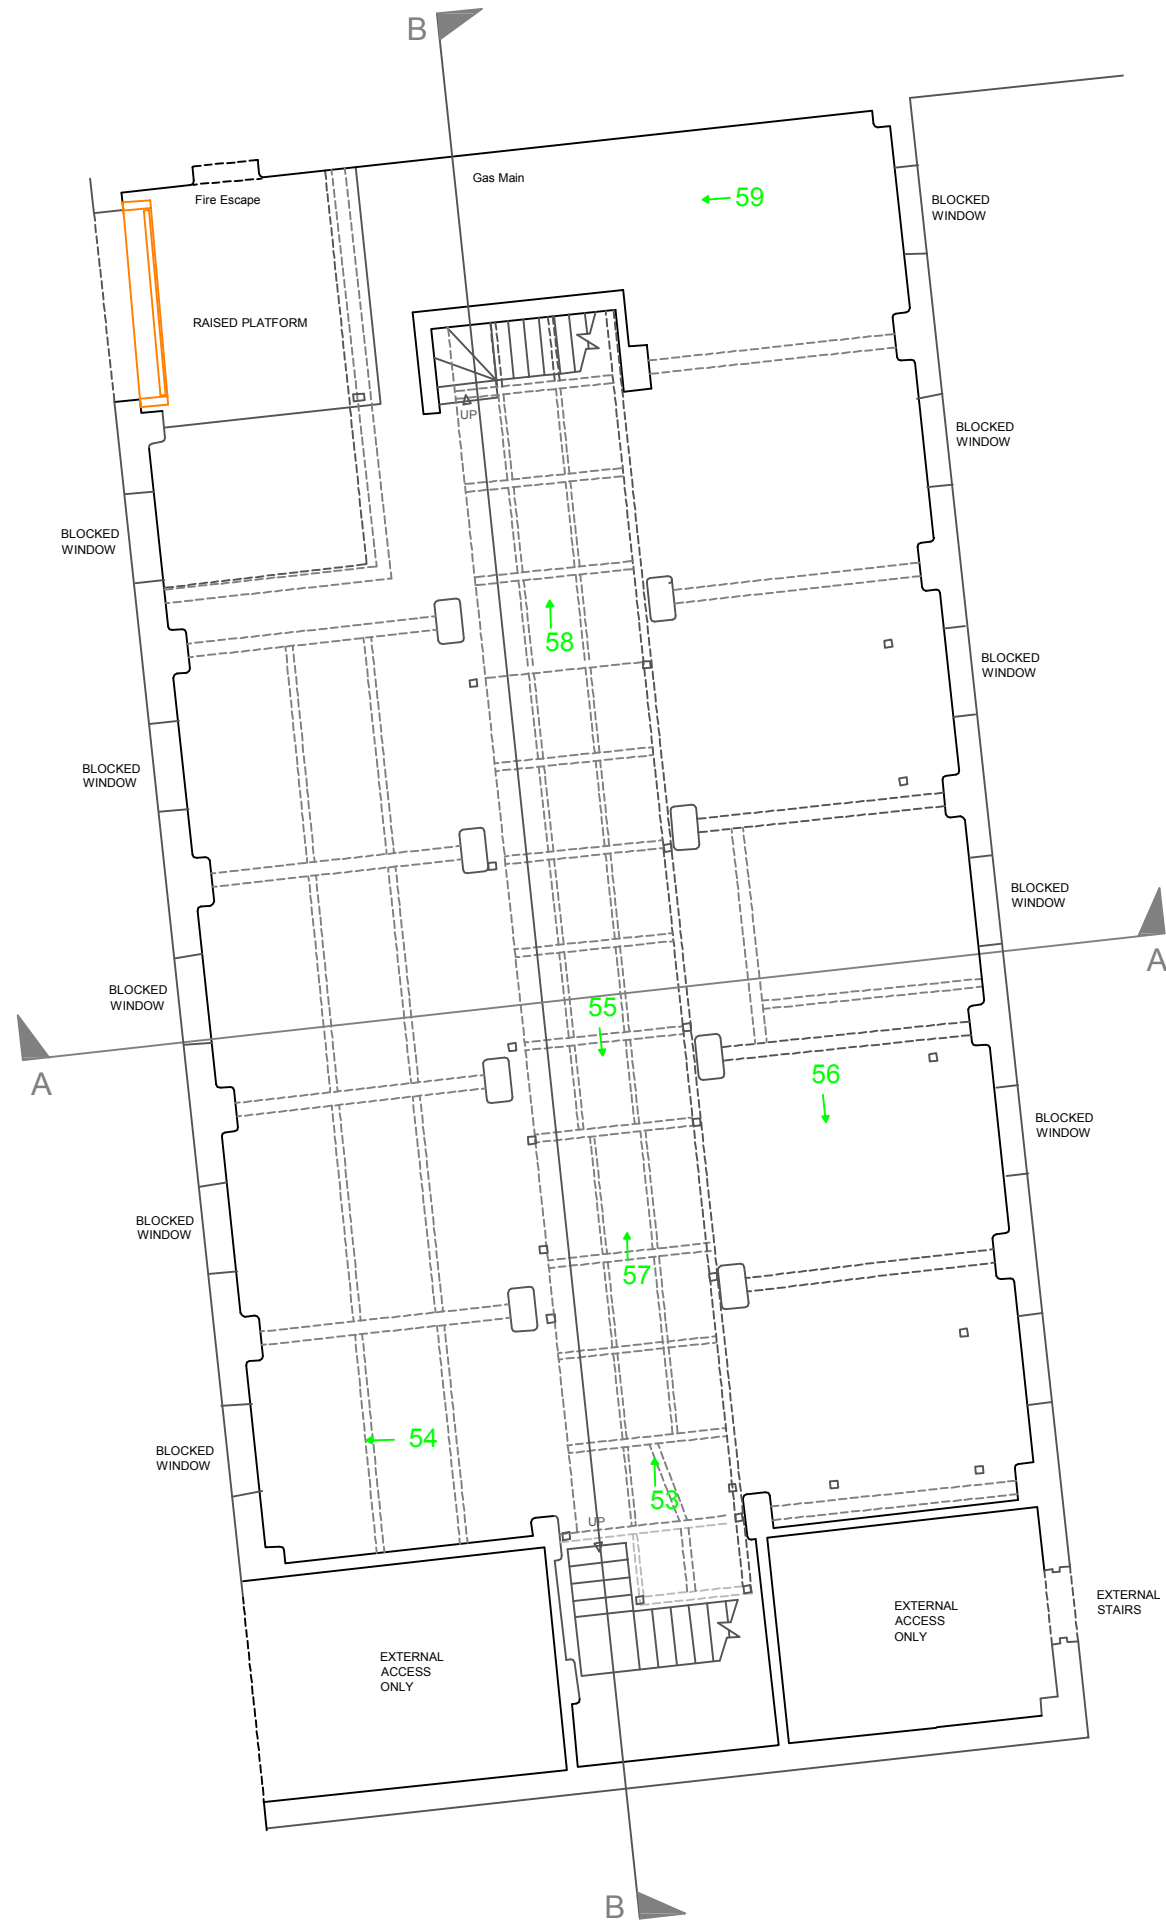 B
Gas Main
59
Fire Escape
BLOCKED
WINDOW
RAISED PLATFORM
UP
BLOCKED
WINDOW
BLOCKED
WINDOW
58
BLOCKED
WINDOW
BLOCKED
WINDOW
BLOCKED
WINDOW
A
BLOCKED
WINDOW
55
A
56
BLOCKED
WINDOW
BLOCKED
WINDOW
57
54
BLOCKED
WINDOW
53
UP
EXTERNAL
STAIRS
EXTERNAL
ACCESS
ONLY
EXTERNAL
ACCESS
ONLY
B